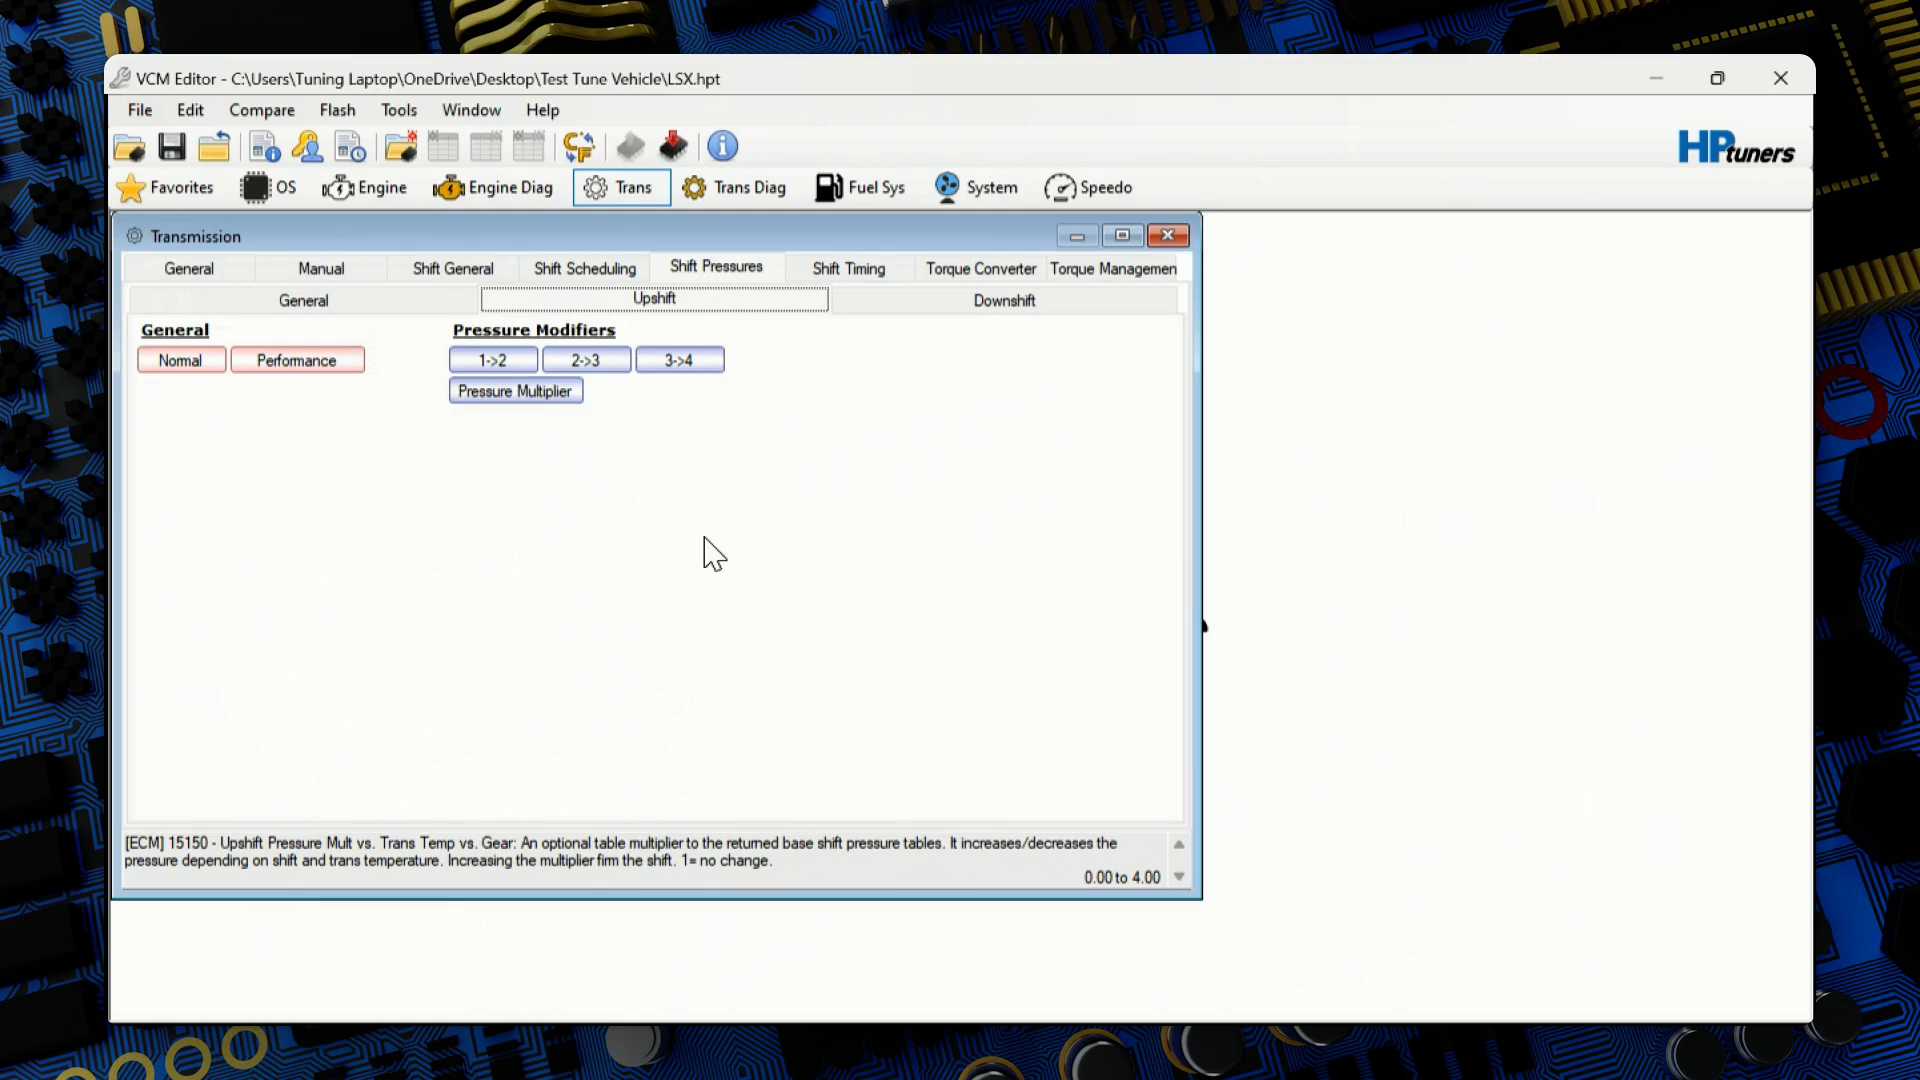 VCM Editor - C:\Users\Tuning Laptop\OneDrive\Desktop\Test Tune Vehicle\LSX.hpt
File Edit Compare Flash Tools Window Help
HPtuners
Favorites OS Engine Engine Diag Trans Trans Diag Fuel Sys System Speedo
Transmission
General Manual Shift General Shift Scheduling Shift Pressures Shift Timing Torque Converter Torque Managemen
General Upshift Downshift
General Pressure Modifiers
Normal Performance 1->2 2->3 3->4
Pressure Multiplier
[ECM] 15150 - Upshift Pressure Mult vs. Trans Temp vs. Gear: An optional table multiplier to the returned base shift pressure tables. It increases/decreases the
pressure depending on shift and trans temperature. Increasing the multiplier firm the shift. 1= no change.
0.00 to 4.00